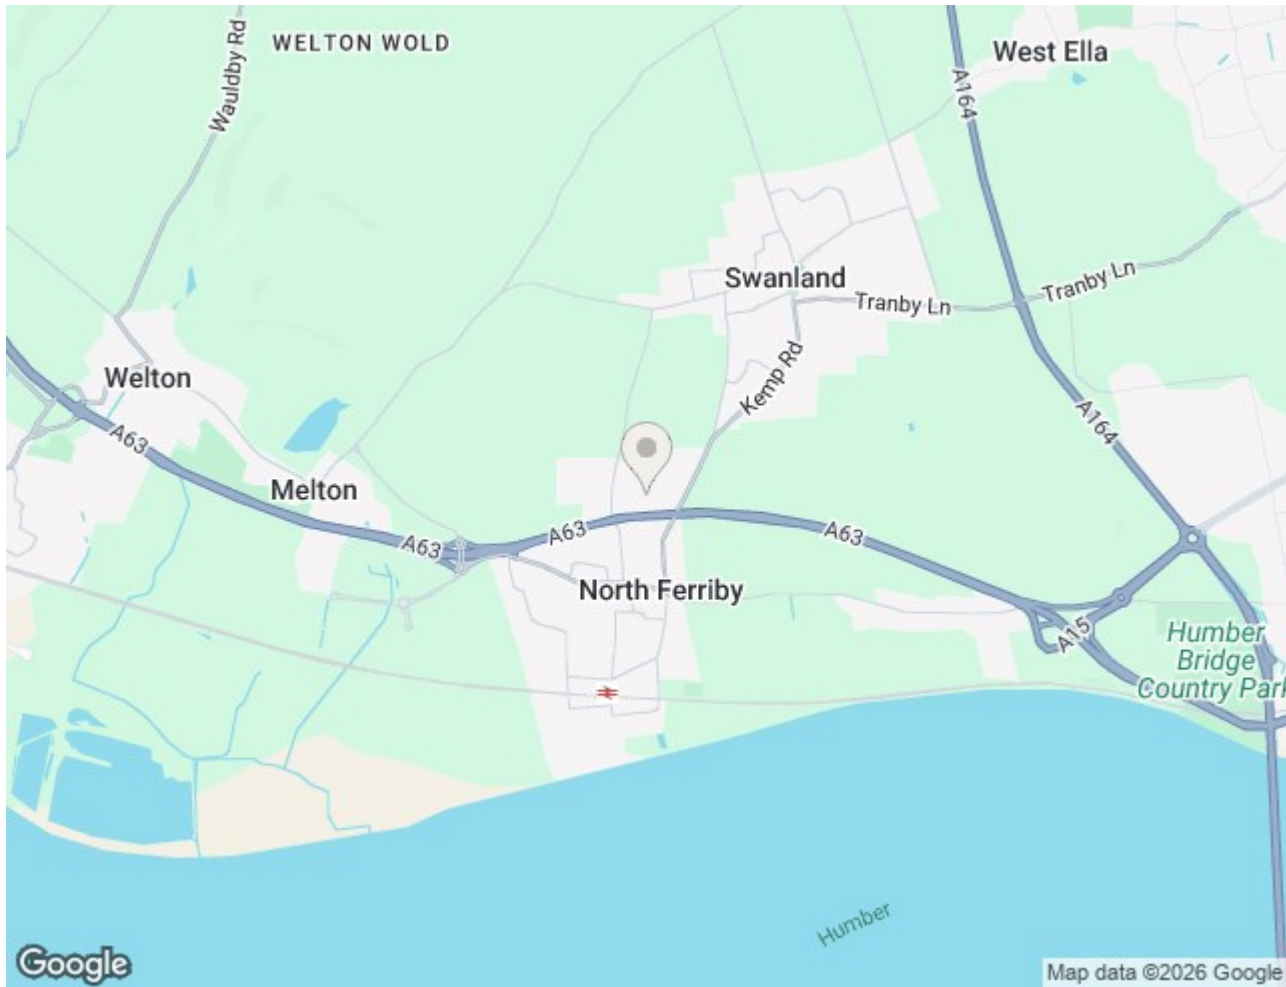 WELTON WOLD
West Ella
Wauldby Rd
A164
Swanland
Tranby Ln
Tranby Ln
Kemp Rd
Welton
A63
A164
Melton
A63
A63
A63
North Ferriby
A15
Humber
Bridge
Country Park
Humber
Google
Map data ©2026 Google